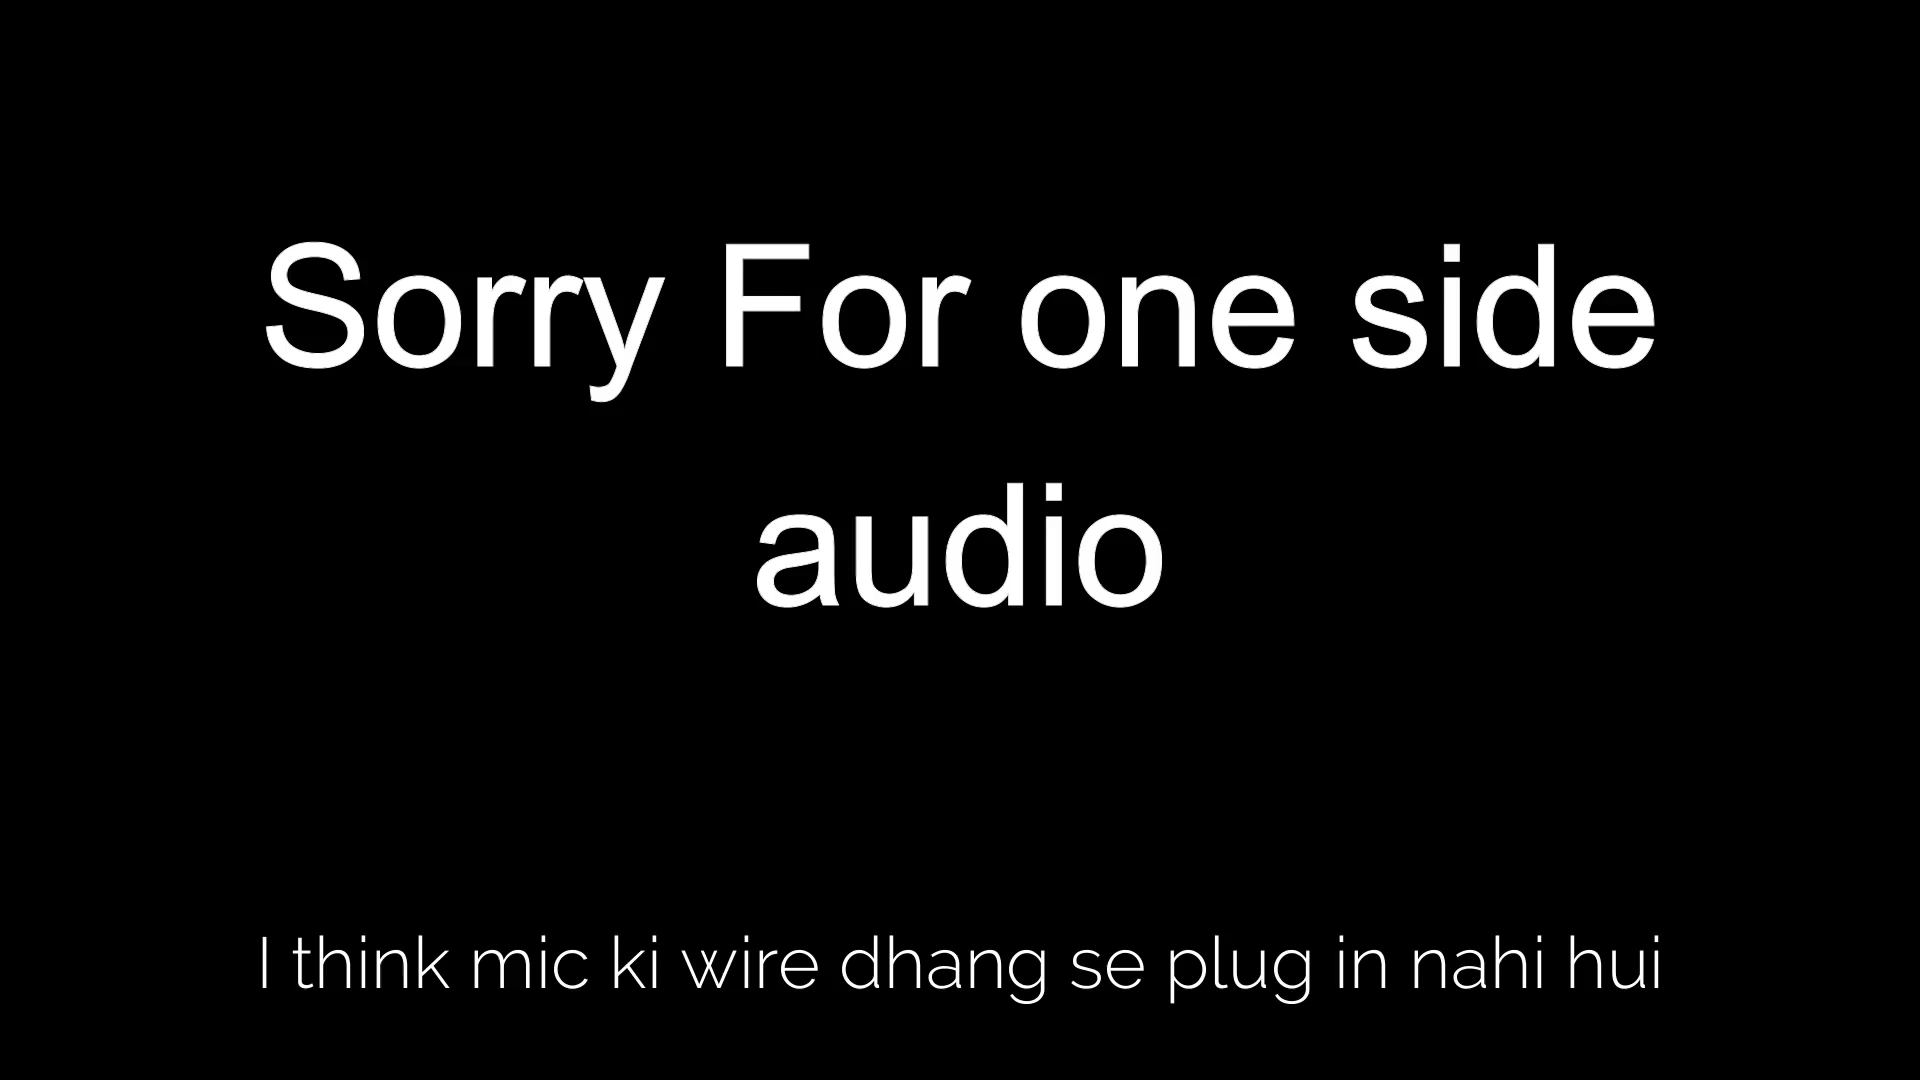 Sorry For one side
audio
I think mic ki wire dhang se plug in nahi hui